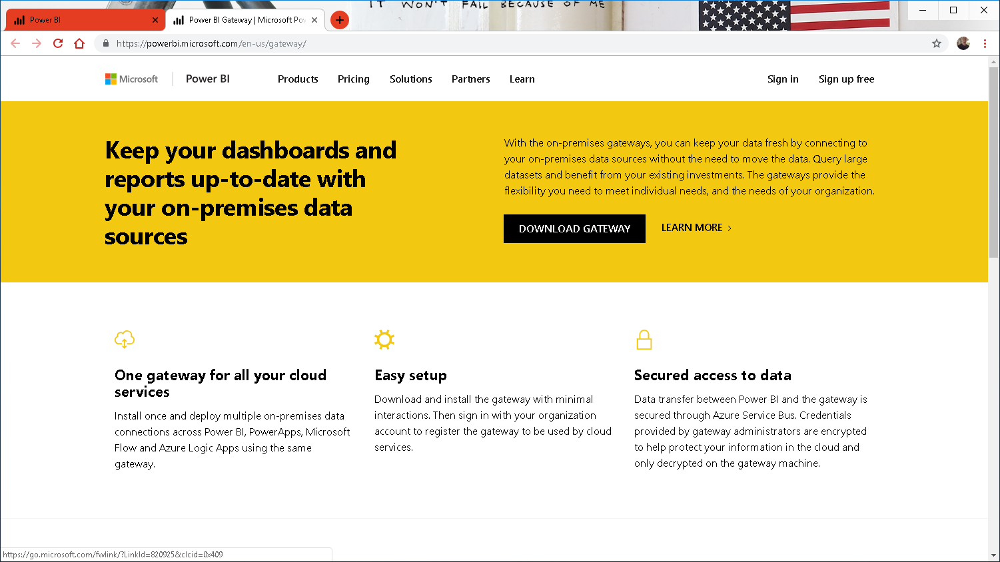 IT WON'T FAIL BECAUSE OF ME
Power BI
Power BI Gateway | Microsoft Pow
https://powerbi.microsoft.com/en-us/gateway/
Microsoft
Power BI
Products
Pricing
Solutions
Partners
Learn
Sign in
Sign up free
Keep your dashboards and
reports up-to-date with
your on-premises data
sources
With the on-premises gateways, you can keep your data fresh by connecting to
your on-premises data sources without the need to move the data. Query large
datasets and benefit from your existing investments. The gateways provide the
flexibility you need to meet individual needs, and the needs of your organization.
DOWNLOAD GATEWAY
LEARN MORE
One gateway for all your cloud
services
Install once and deploy multiple on-premises data
connections across Power BI, PowerApps, Microsoft
Flow and Azure Logic Apps using the same
gateway.
Easy setup
Download and install the gateway with minimal
interactions. Then sign in with your organization
account to register the gateway to be used by cloud
services.
Secured access to data
Data transfer between Power BI and the gateway is
secured through Azure Service Bus. Credentials
provided by gateway administrators are encrypted
to help protect your information in the cloud and
only decrypted on the gateway machine.
https://go.microsoft.com/fwlink/?LinkId=820925&clcid=0x409